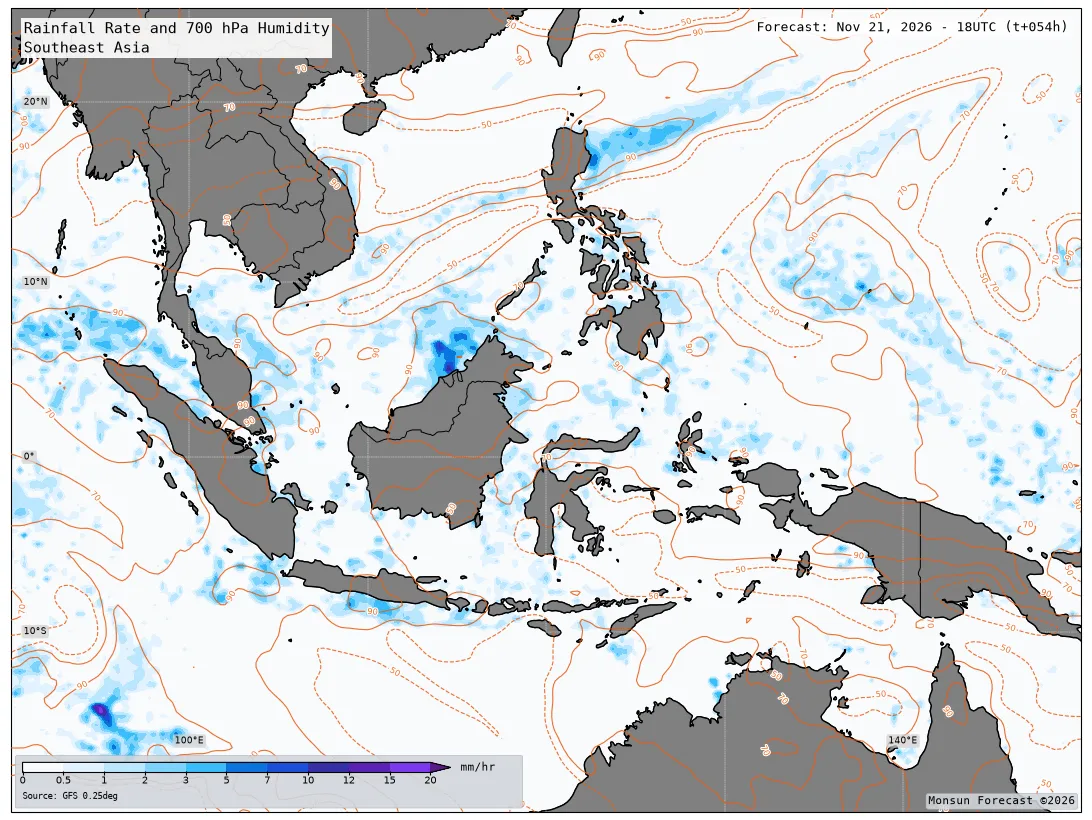 Rainfall Rate and 700 hPa Humidity
Southeast Asia
Forecast: Nov 21, 2026 - 18UTC (t+054h)
20°N
10°N
0°
10°S
100°E
140°E
0 0.5 1 2 3 5 7 10 12 15 20 mm/hr
Source: GFS 0.25deg
Monsun Forecast ©2026